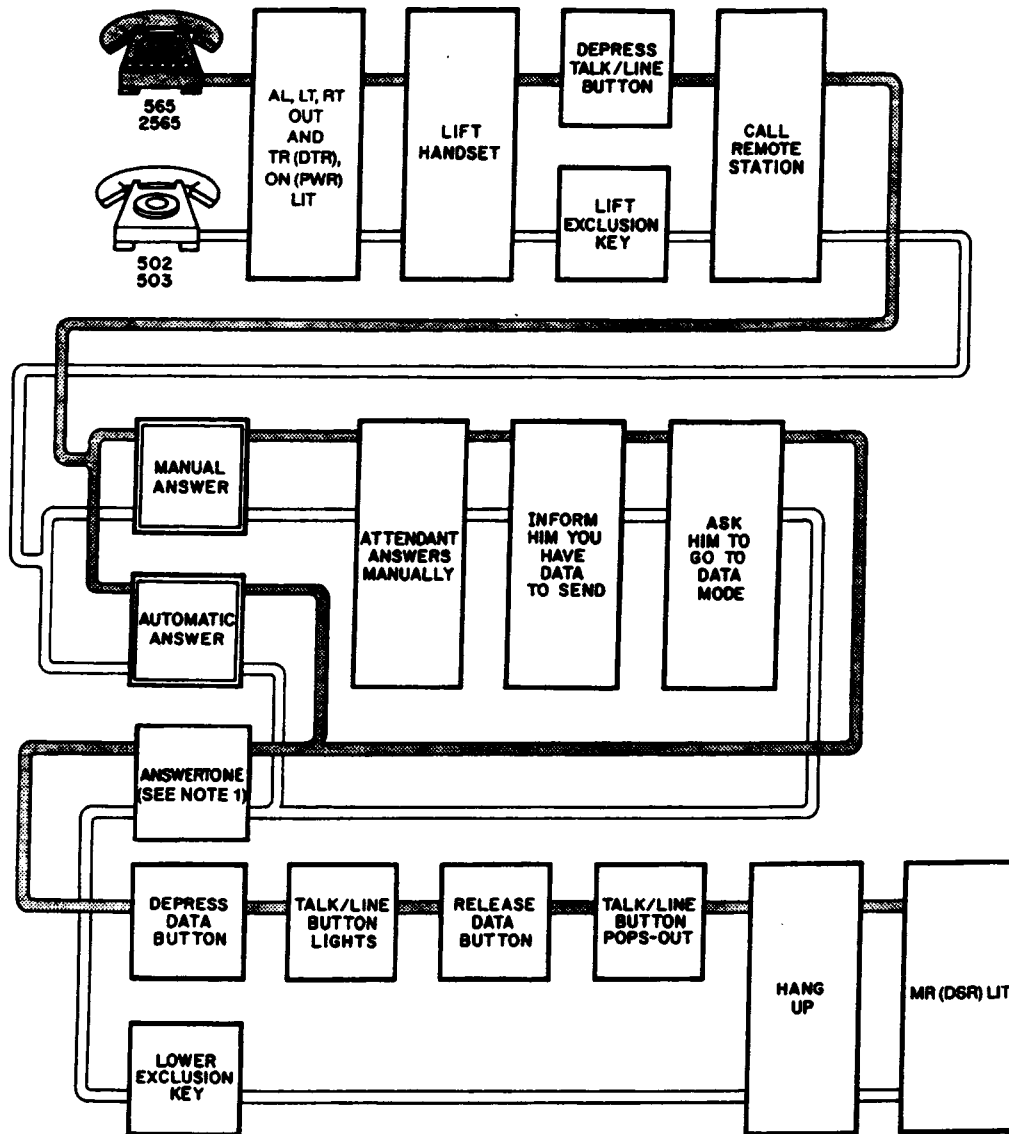 565
2565
502
503
AL, LT, RT
OUT
AND
TR (DTR),
ON (PWR)
LIT
LIFT
HANDSET
DEPRESS
TALK/LINE
BUTTON
LIFT
EXCLUSION
KEY
CALL
REMOTE
STATION
MANUAL
ANSWER
AUTOMATIC
ANSWER
ATTENDANT
ANSWERS
MANUALLY
INFORM
HIM YOU
HAVE
DATA
TO SEND
ASK
HIM TO
GO TO
DATA
MODE
ANSWERTONE
(SEE NOTE 1)
DEPRESS
DATA
BUTTON
TALK/LINE
BUTTON
LIGHTS
RELEASE
DATA
BUTTON
TALK/LINE
BUTTON
POPS-OUT
HANG
UP
MR (DSR) LIT
LOWER
EXCLUSION
KEY